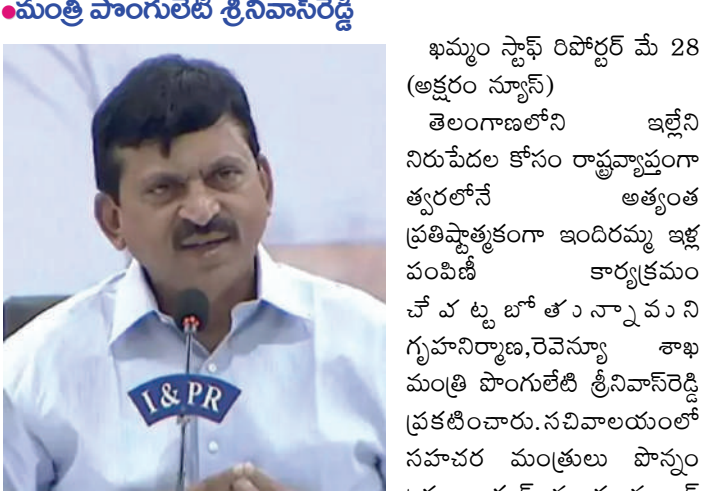 ●మంత్రి పొంగులేటి శ్రీనివాస్‌రెడ్డి
ఖమ్మం స్టాఫ్ రిపోర్టర్ మే 28
(అక్షరం న్యూస్)
తెలంగాణలోని ఇల్లేని
నిరుపేదల కోసం రాష్ట్రవ్యాప్తంగా
త్వరలోనే అత్యంత
ప్రతిష్టాత్మకంగా ఇందిరమ్మ ఇళ్ల
పంపిణీ కార్యక్రమం
చేవట్టబోతున్నామని
గృహనిర్మాణ,రెవెన్యూ శాఖ
మంత్రి పొంగులేటి శ్రీనివాస్‌రెడ్డి
ప్రకటించారు.సచివాలయంలో
సహచర మంత్రులు పొన్నం
I & PR